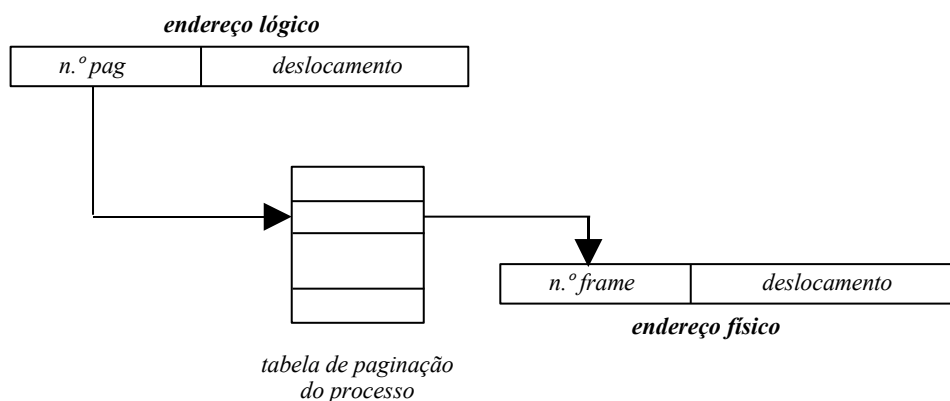 endereço lógico
n.º pag
deslocamento
n.º frame
deslocamento
endereço físico
tabela de paginação
do processo